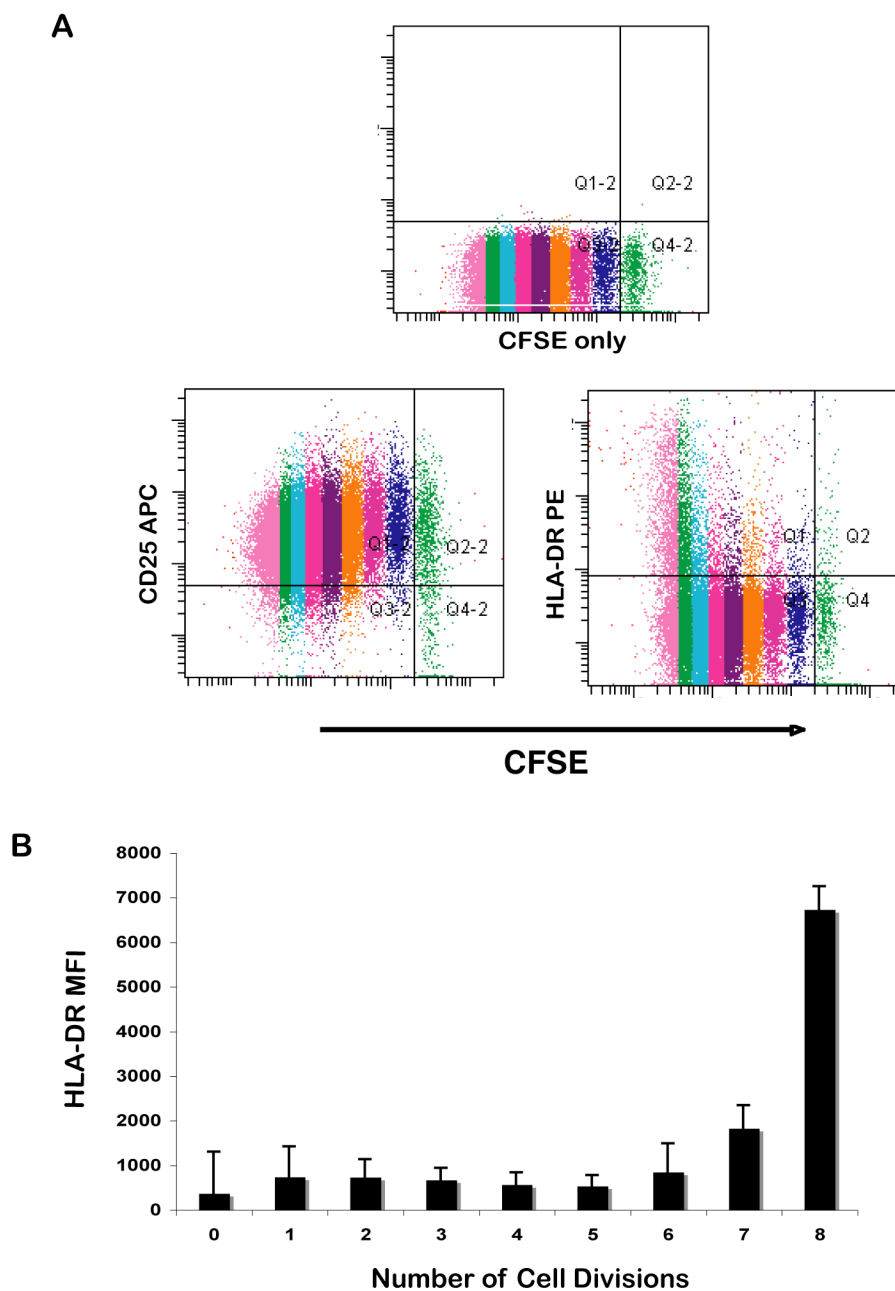 A
Q1-2 Q2-2
Q4-2
CFSE only
CD25 APC
Q1-2 Q2-2
Q3-2 Q4-2
HLA-DR PE
Q1 Q2
Q4
CFSE
B
HLA-DR MFI
8000
7000
6000
5000
4000
3000
2000
1000
0
0 1 2 3 4 5 6 7 8
Number of Cell Divisions